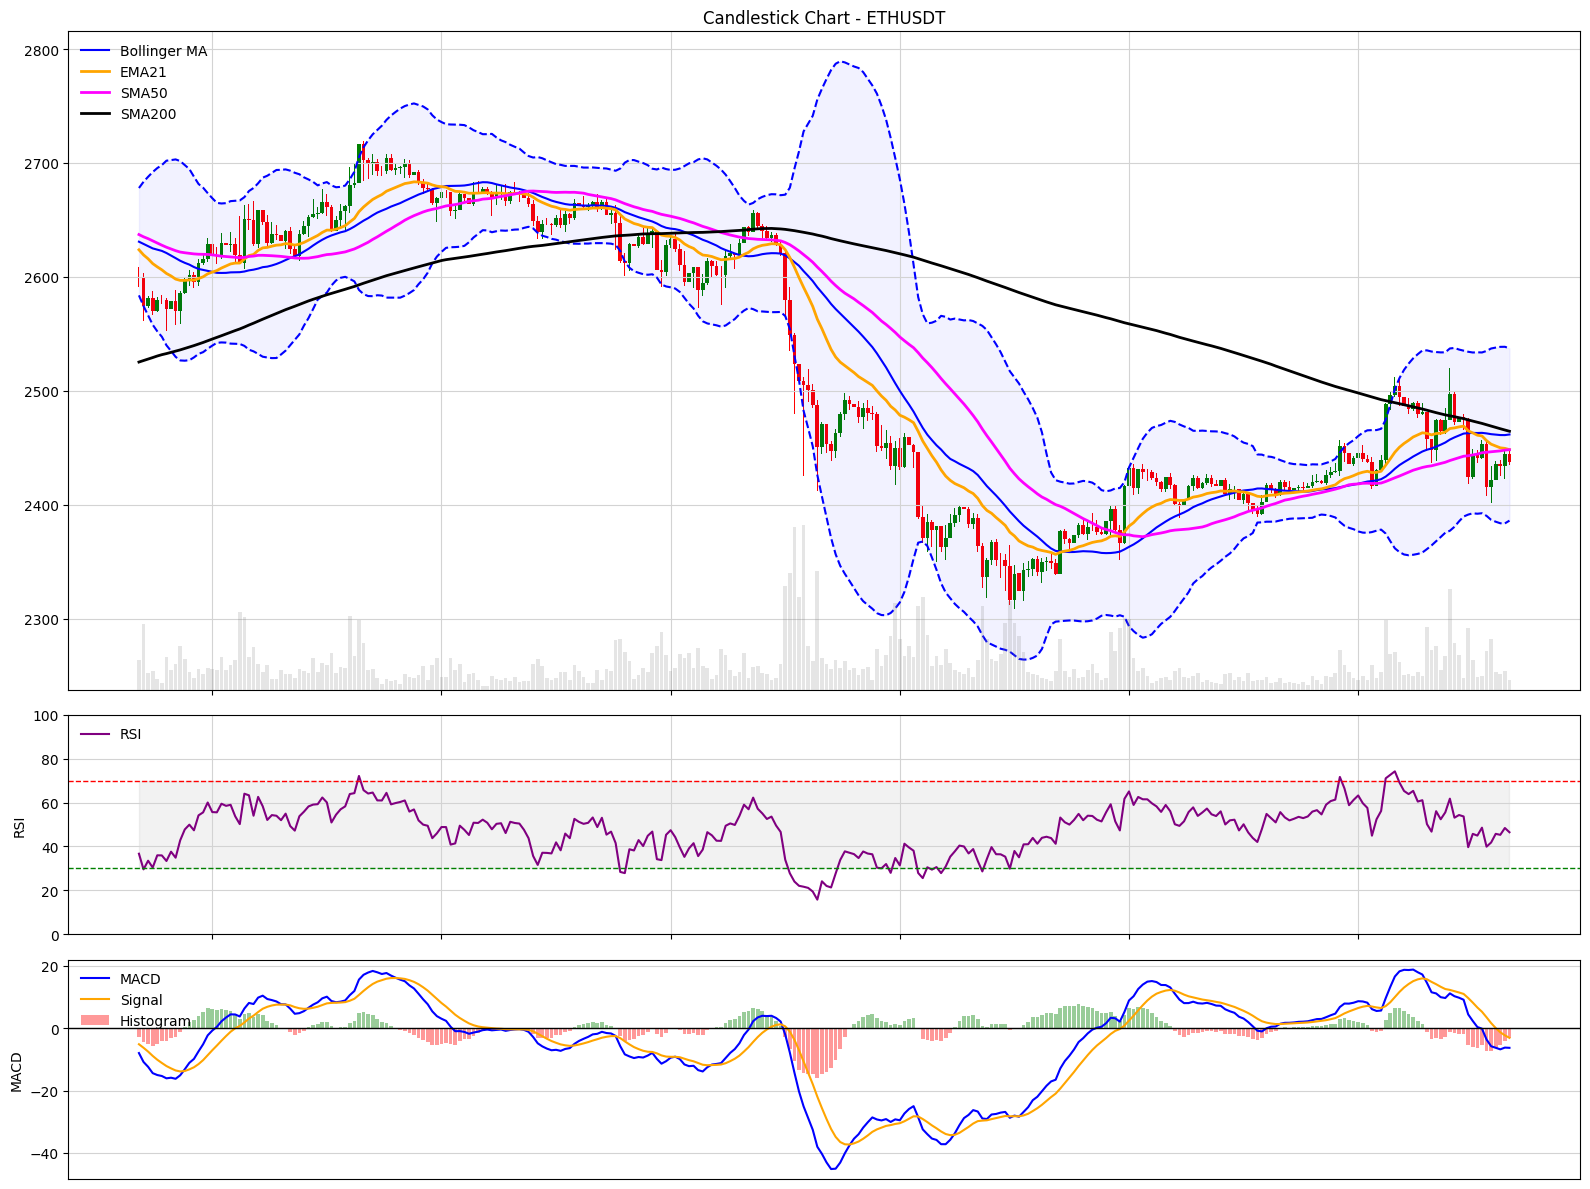 Candlestick Chart - ETHUSDT
2800
2700
2600
2500
2400
2300
Bollinger MA
EMA21
SMA50
SMA200
100
80
60
40
20
0
RSI
RSI
20
0
−20
−40
MACD
MACD
Signal
Histogram